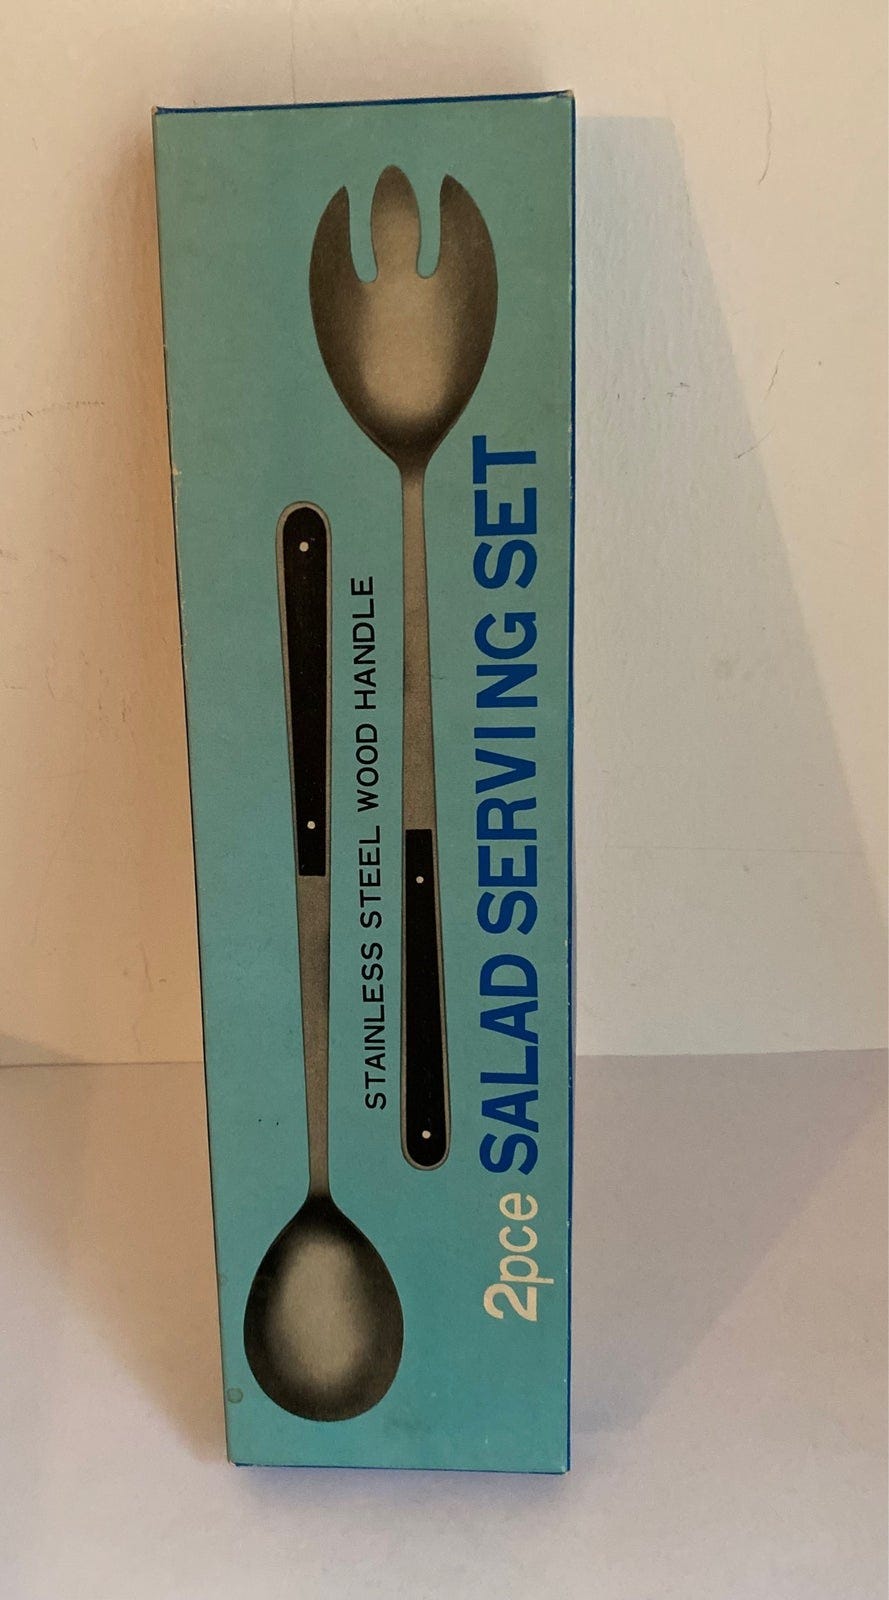 STAINLESS STEEL WOOD HANDLE
2pce SALAD SERVING SET